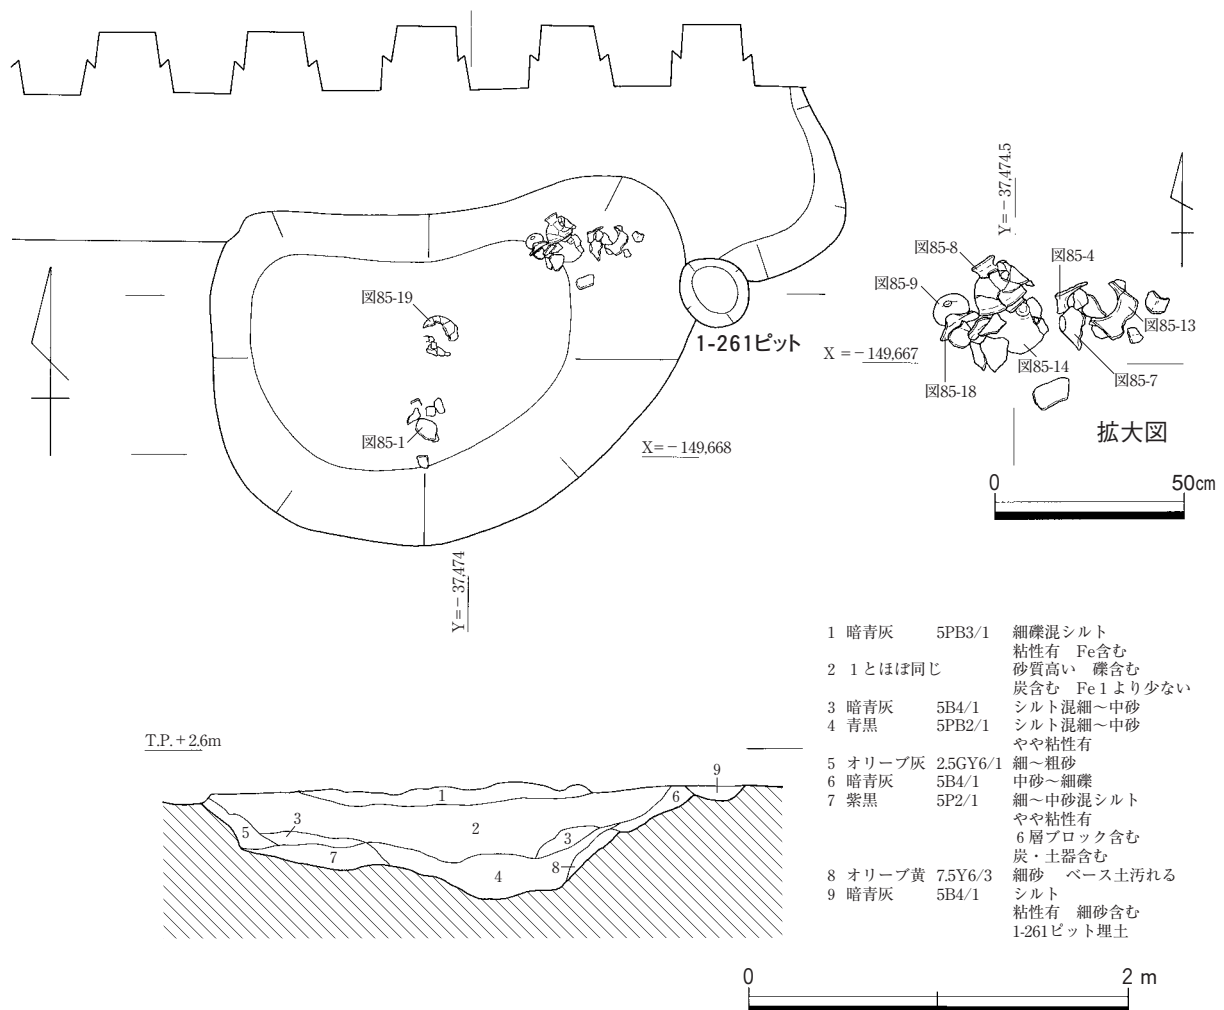 図85-19
1-261ピット
図85-1
X=－149,668
Y=－37,474
Y=－37,474.5
図85-8
図85-4
図85-9
図85-13
X =－149,667
図85-14
図85-7
図85-18
拡大図
0 50cm
T.P.＋2.6m
9
1
6
2
3
5
3
7
8
4
1 暗青灰 5PB3/1 細礫混シルト
粘性有 Fe含む
2 1とほぼ同じ 砂質高い 礫含む
炭含む Fe 1 より少ない
3 暗青灰 5B4/1 シルト混細～中砂
4 青黒 5PB2/1 シルト混細～中砂
やや粘性有
5 オリーブ灰 2.5GY6/1 細～粗砂
6 暗青灰 5B4/1 中砂～細礫
7 紫黒 5P2/1 細～中砂混シルト
やや粘性有
6層ブロック含む
炭・土器含む
8 オリーブ黄 7.5Y6/3 細砂 ベース土汚れる
9 暗青灰 5B4/1 シルト
粘性有 細砂含む
1-261ピット埋土
0 2 m